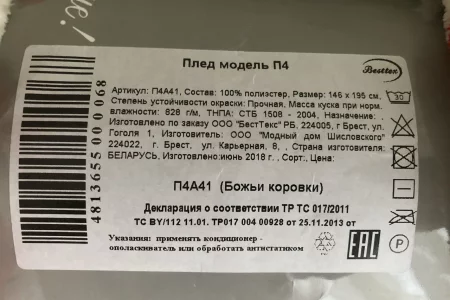 Плед модель П4
Besttex
Артикул: П4А41, Состав: 100% полиэстер, Размер: 146 х 195 см,
Степень устойчивости окраски: Прочная, Масса куска при норм.
влажности: 828 г/м, ТНПА: СТБ 1508 - 2004, Назначение: .
Изготовлено по заказу ООО "БестТекс" РБ, 224005, г Брест, ул.
Гоголя 1, Изготовитель: ООО "Модный дом Шисловского"
224022, г. Брест, ул. Карьерная, 8, , Страна изготовителя:
БЕЛАРУСЬ, Изготовлено:июнь 2018 г. , Сорт:, Цена:
П4А41 (Божьи коровки)
Декларация о соответствии ТР ТС 017/2011
ТС BY/112 11.01. ТР017 004 00928 от 25.11.2013 от
Указания: применять кондиционер -
ополаскиватель или обработать антистатиком
EAC
30
P
4813655000068